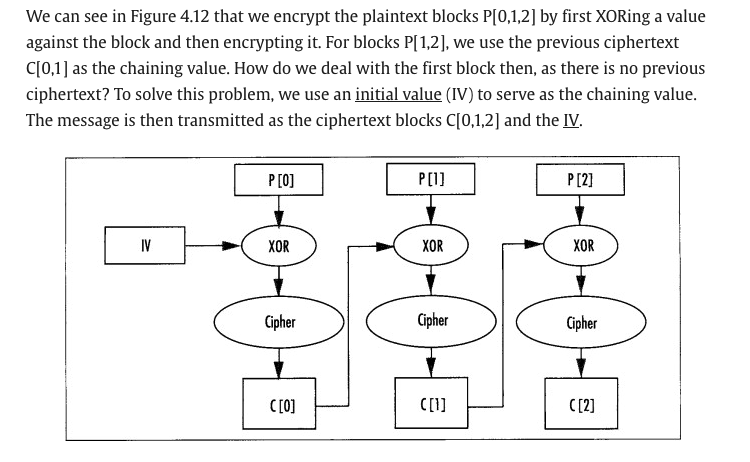 We can see in Figure 4.12 that we encrypt the plaintext blocks P[0,1,2] by first XORing a value
against the block and then encrypting it. For blocks P[1,2], we use the previous ciphertext
C[0,1] as the chaining value. How do we deal with the first block then, as there is no previous
ciphertext? To solve this problem, we use an initial value (IV) to serve as the chaining value.
The message is then transmitted as the ciphertext blocks C[0,1,2] and the IV.
P[0] P[1] P[2]
IV XOR XOR XOR
Cipher Cipher Cipher
C[0] C[1] C[2]